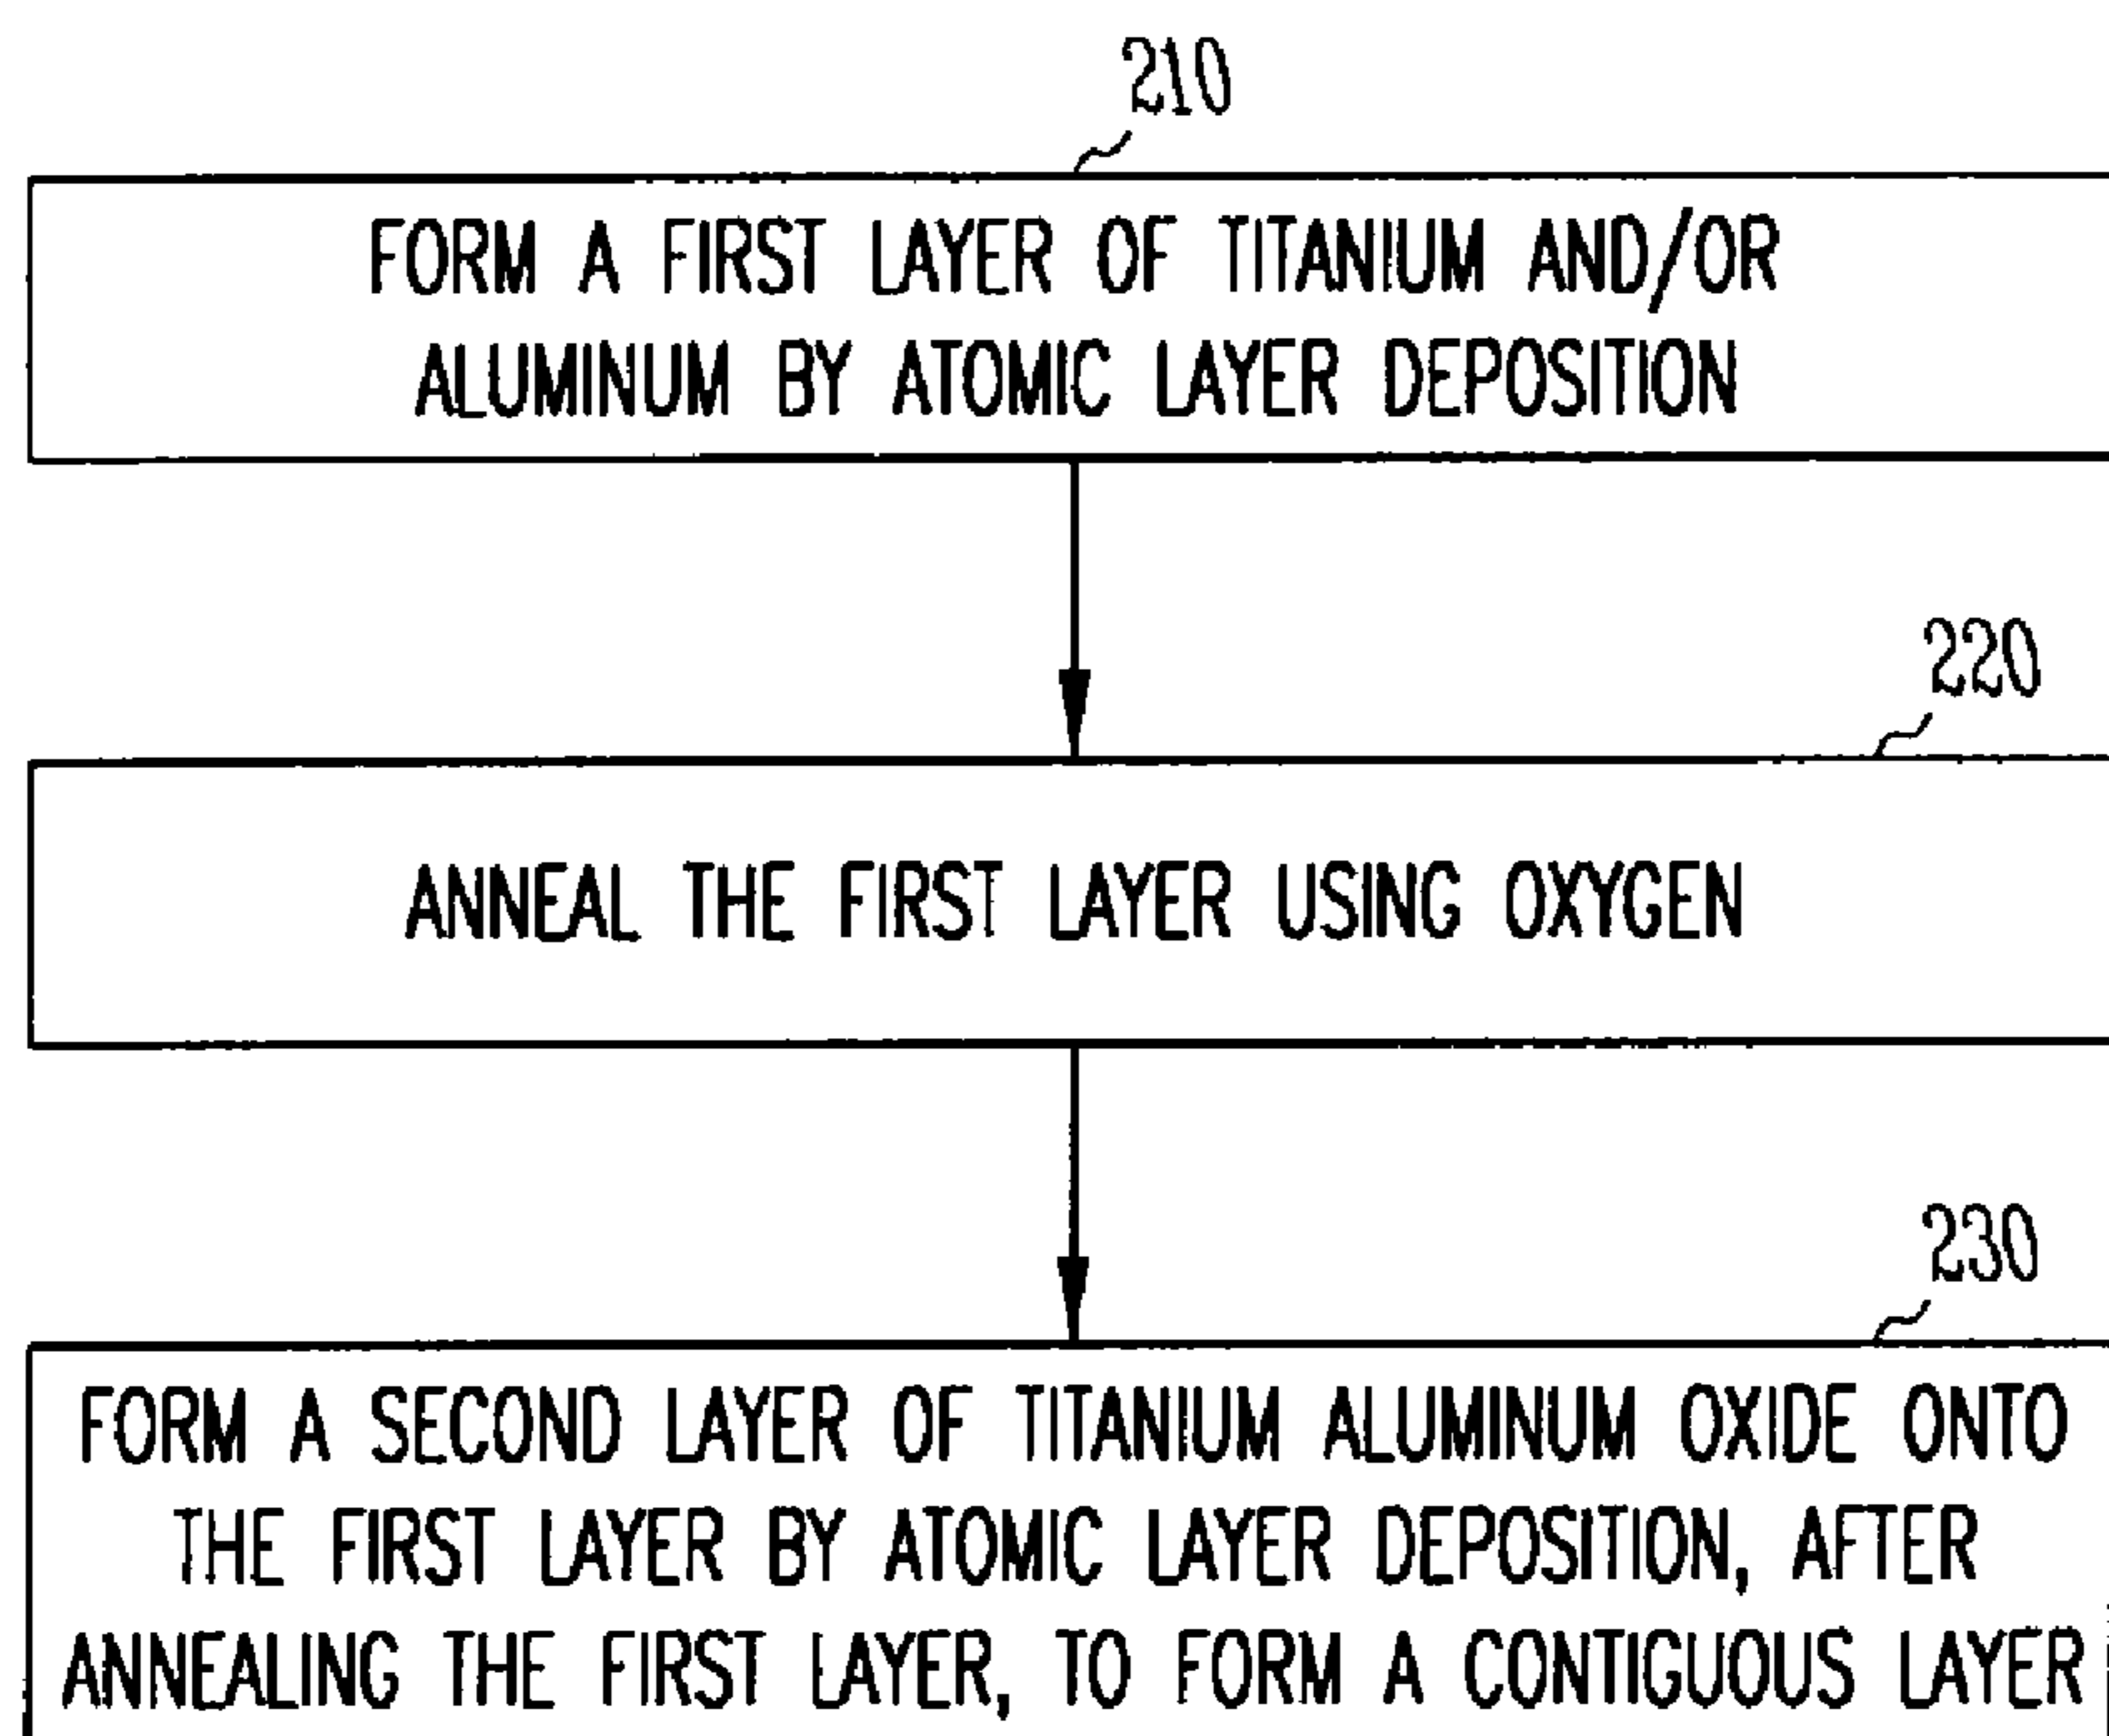 210
FORM A FIRST LAYER OF TITANIUM AND/OR
ALUMINUM BY ATOMIC LAYER DEPOSITION
220
ANNEAL THE FIRST LAYER USING OXYGEN
230
FORM A SECOND LAYER OF TITANIUM ALUMINUM OXIDE ONTO
THE FIRST LAYER BY ATOMIC LAYER DEPOSITION, AFTER
ANNEALING THE FIRST LAYER, TO FORM A CONTIGUOUS LAYER